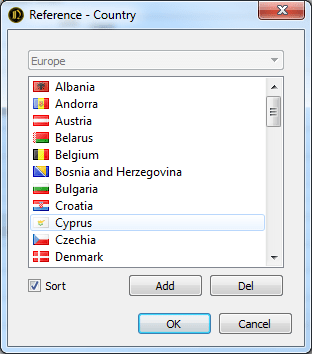 Reference - Country
Europe
Albania
Andorra
Austria
Belarus
Belgium
Bosnia and Herzegovina
Bulgaria
Croatia
Cyprus
Czechia
Denmark
Sort
Add
Del
OK
Cancel